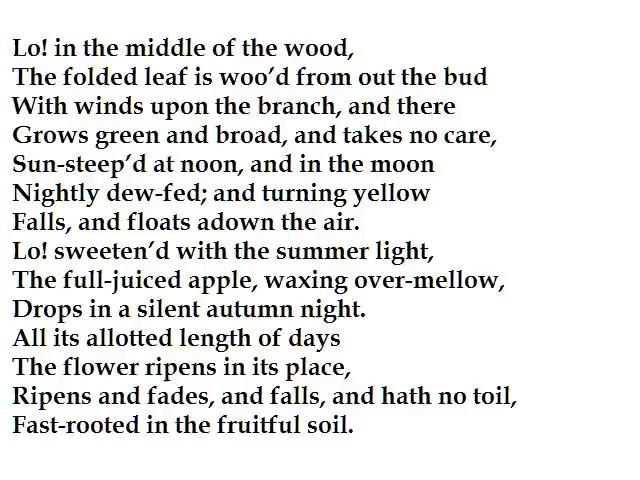 Lo! in the middle of the wood,
The folded leaf is woo’d from out the bud
With winds upon the branch, and there
Grows green and broad, and takes no care,
Sun-steep’d at noon, and in the moon
Nightly dew-fed; and turning yellow
Falls, and floats adown the air.
Lo! sweeten’d with the summer light,
The full-juiced apple, waxing over-mellow,
Drops in a silent autumn night.
All its allotted length of days
The flower ripens in its place,
Ripens and fades, and falls, and hath no toil,
Fast-rooted in the fruitful soil.